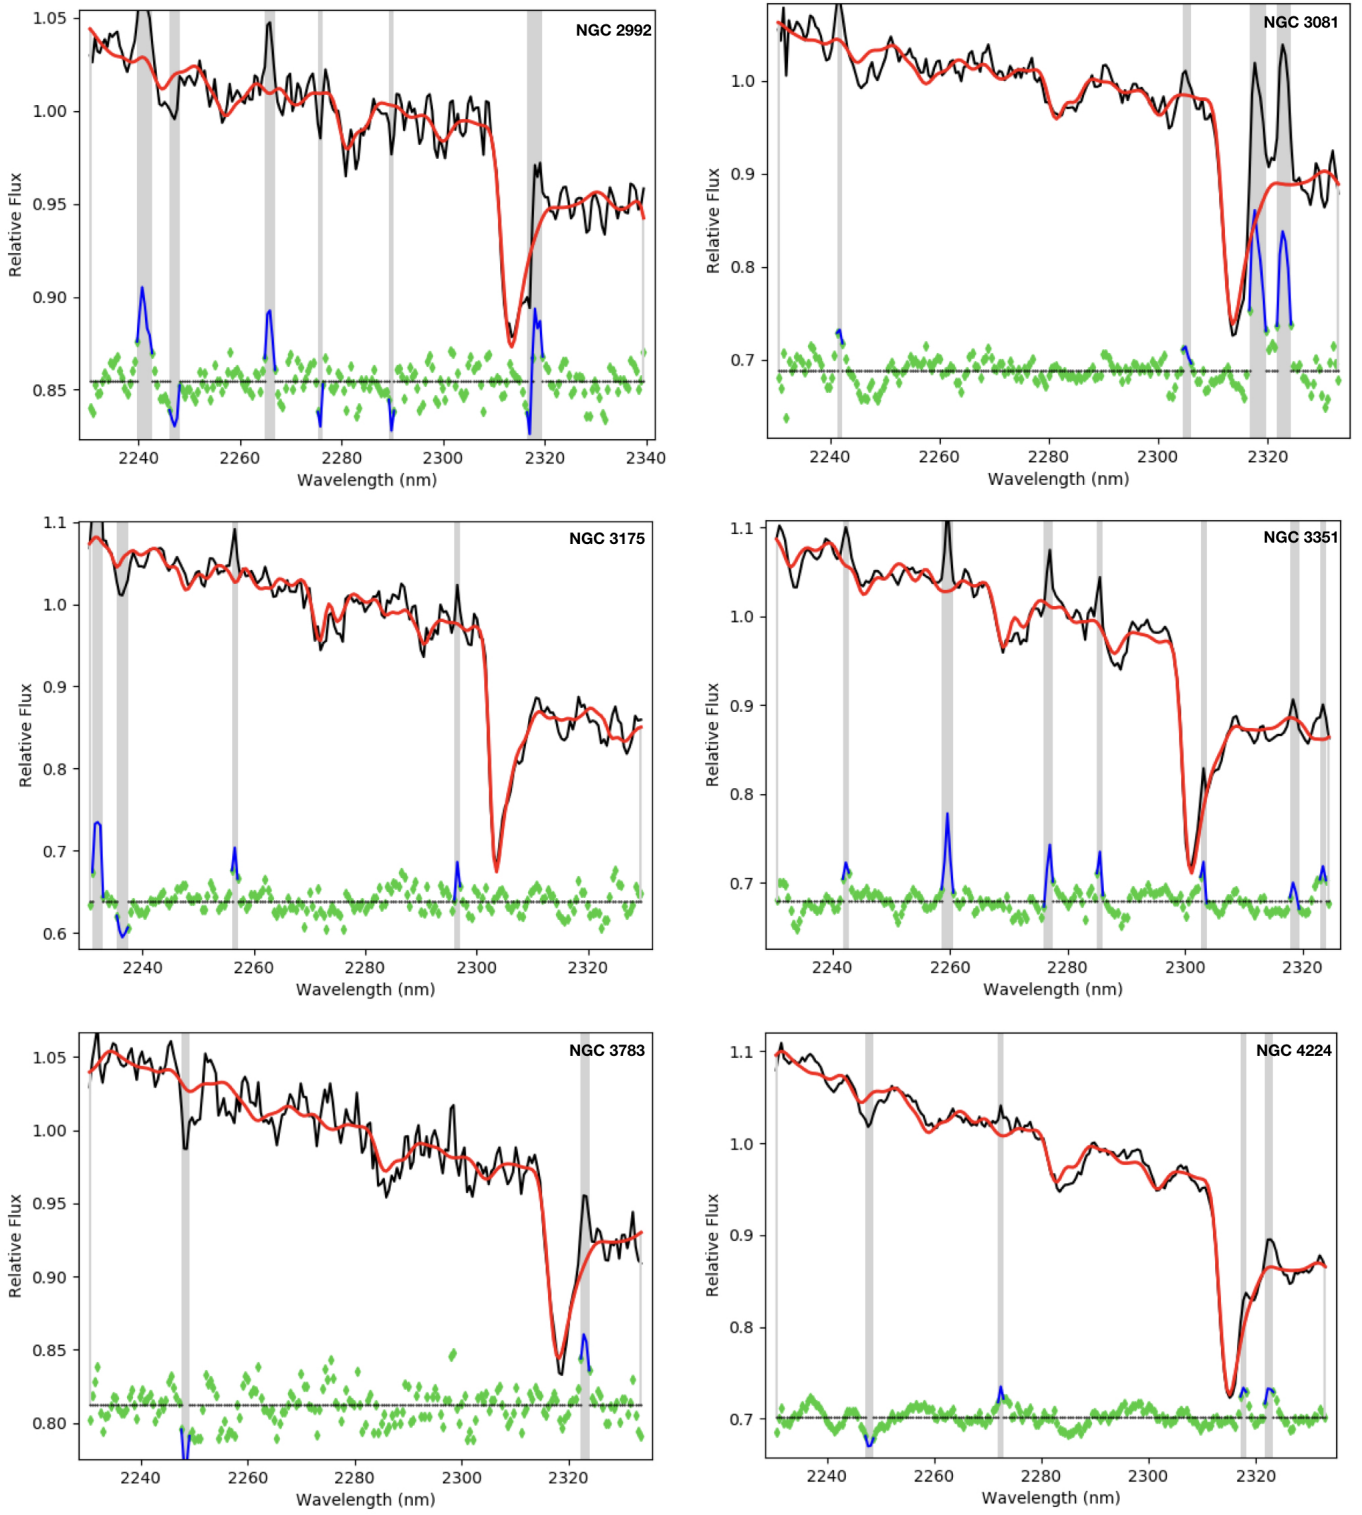 NGC 2992
1.05
1.00
0.95
0.90
0.85
Relative Flux
2240 2260 2280 2300 2320 2340
Wavelength (nm)
NGC 3081
1.0
0.9
0.8
0.7
Relative Flux
2240 2260 2280 2300 2320
Wavelength (nm)
NGC 3175
1.1
1.0
0.9
0.8
0.7
0.6
Relative Flux
2240 2260 2280 2300 2320
Wavelength (nm)
NGC 3351
1.1
1.0
0.9
0.8
0.7
Relative Flux
2240 2260 2280 2300 2320
Wavelength (nm)
NGC 3783
1.05
1.00
0.95
0.90
0.85
0.80
Relative Flux
2240 2260 2280 2300 2320
Wavelength (nm)
NGC 4224
1.1
1.0
0.9
0.8
0.7
Relative Flux
2240 2260 2280 2300 2320
Wavelength (nm)